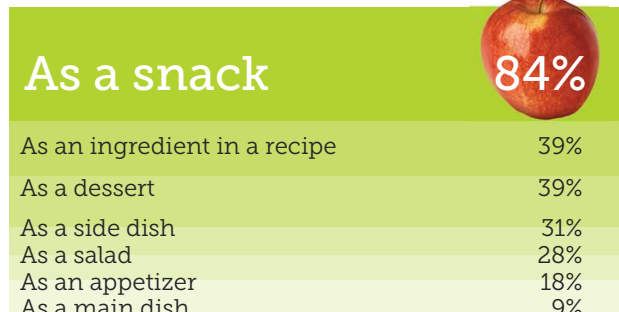 As a snack 84%
As an ingredient in a recipe 39%
As a dessert 39%
As a side dish 31%
As a salad 28%
As an appetizer 18%
As a main dish 9%